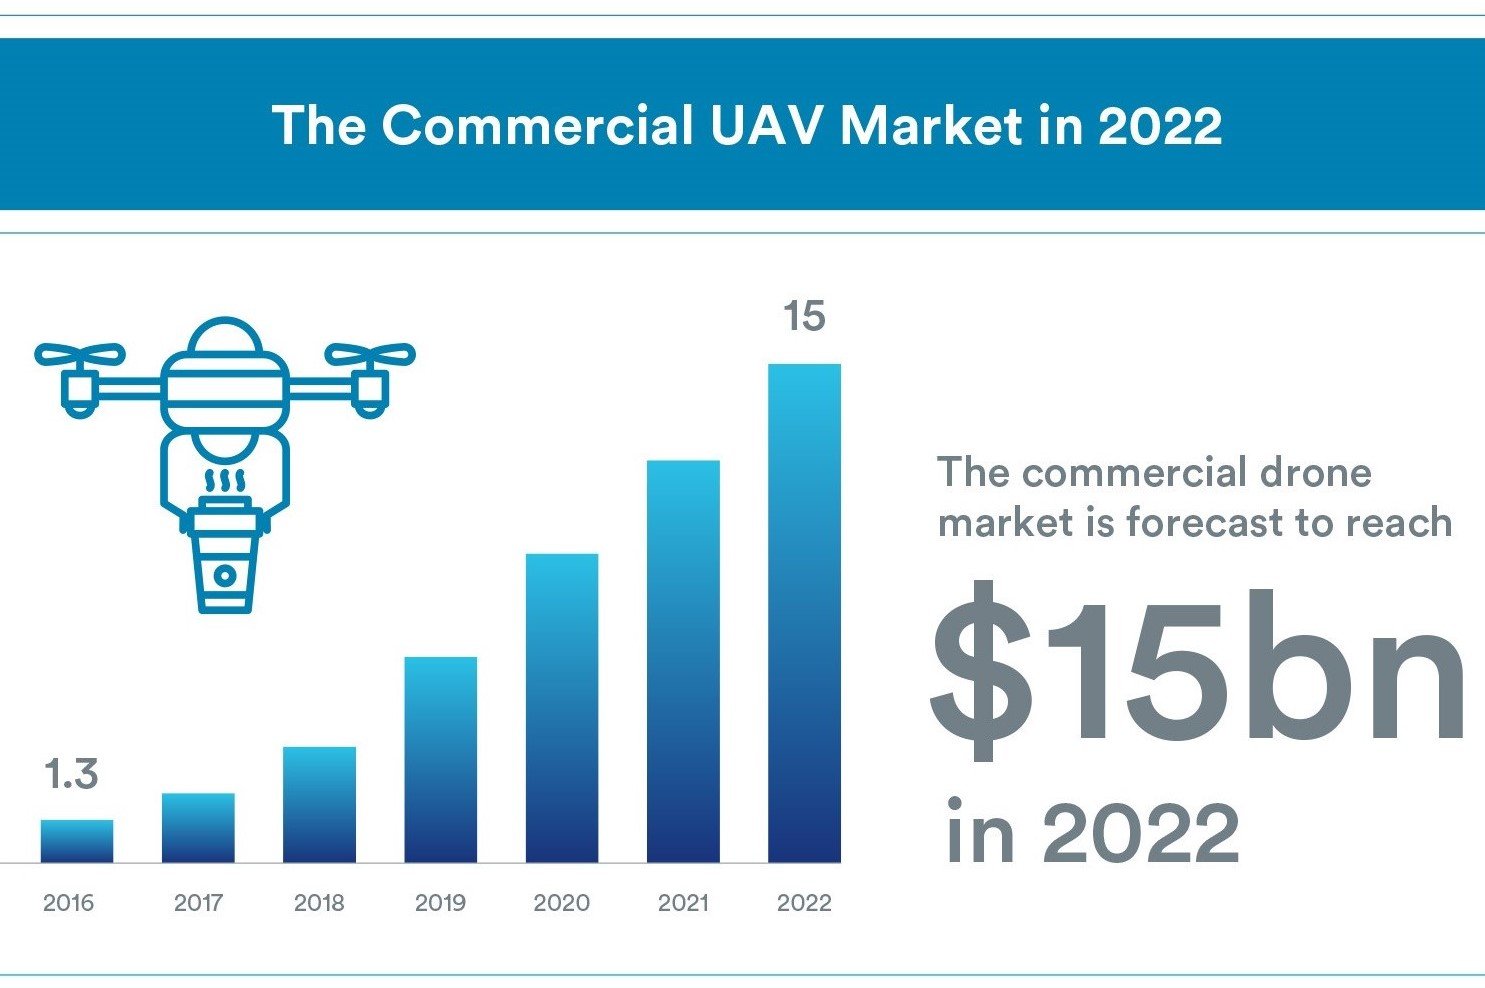 The Commercial UAV Market in 2022
15
1.3
2016 2017 2018 2019 2020 2021 2022
The commercial drone
market is forecast to reach
$15bn
in 2022